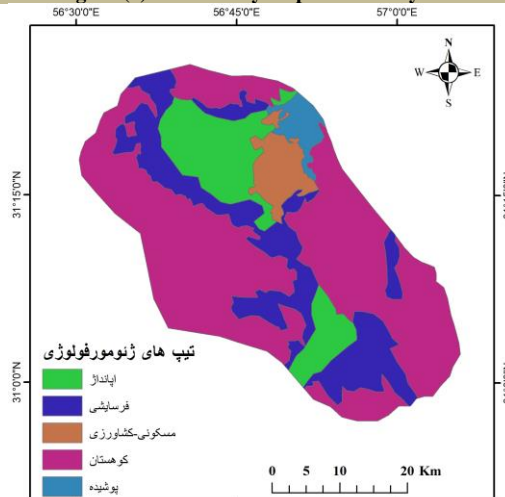 56°30'0"E 56°45'0"E 57°0'0"E
N
W E
S
31°15'0"N
31°0'0"N
تیپ های ژئومورفولوژی
اپانداژ
فرسایشی
مسکونی-کشاورزی
کوهستان
پوشیده
0 5 10 20 Km